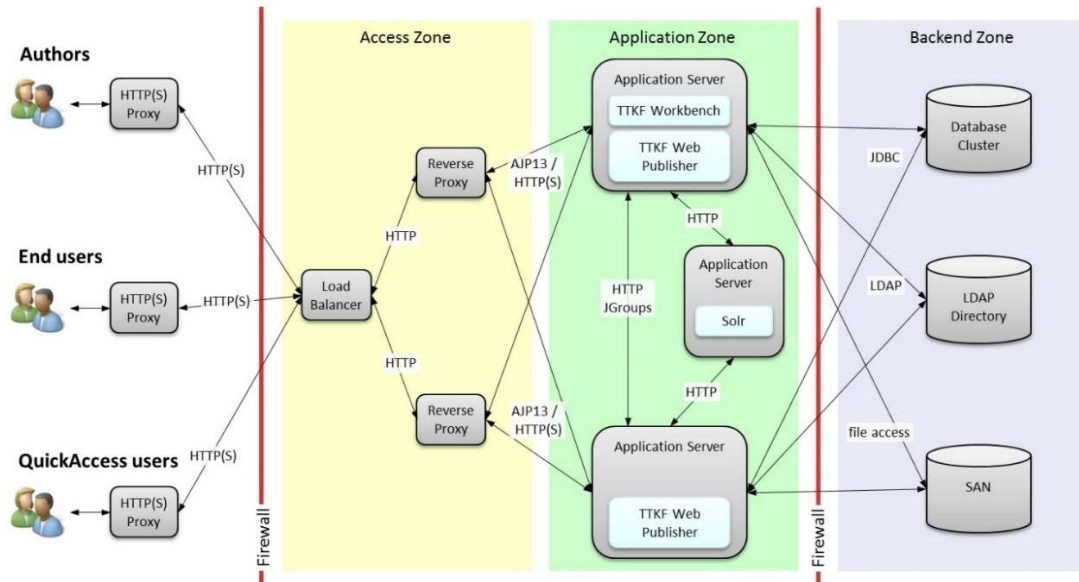 Access Zone
Application Zone
Backend Zone
Authors
HTTP(S)
Proxy
HTTP(S)
End users
HTTP(S)
Proxy
HTTP(S)
QuickAccess users
HTTP(S)
Proxy
HTTP(S)
Firewall
Load
Balancer
HTTP
HTTP
Reverse
Proxy
Reverse
Proxy
AJP13 /
HTTP(S)
AJP13 /
HTTP(S)
Application Server
TTKF Workbench
TTKF Web
Publisher
HTTP
HTTP
JGroups
Application
Server
Solr
HTTP
Application Server
TTKF Web
Publisher
Firewall
JDBC
LDAP
file access
Database
Cluster
LDAP
Directory
SAN